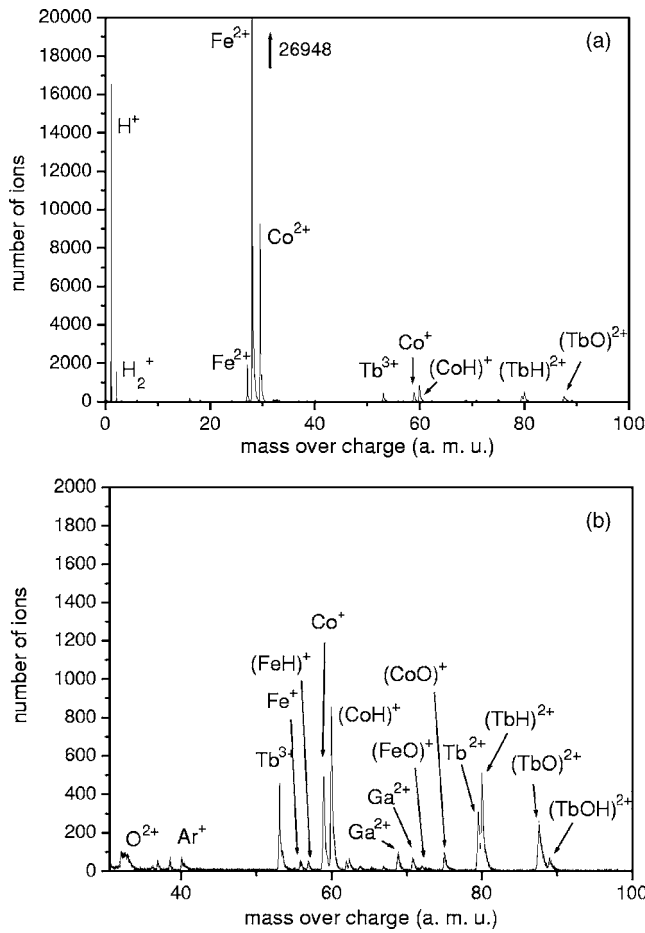 (a)
number of ions
20000
18000
16000
14000
12000
10000
8000
6000
4000
2000
0
Fe²⁺
26948
H⁺
Co²⁺
H₂⁺
Fe²⁺
Tb³⁺
Co⁺
(CoH)⁺
(TbH)²⁺
(TbO)²⁺
0 20 40 60 80 100
mass over charge (a. m. u.)
(b)
number of ions
2000
1800
1600
1400
1200
1000
800
600
400
200
0
O²⁺
Ar⁺
Tb³⁺
Fe⁺
(FeH)⁺
Co⁺
(CoH)⁺
Ga²⁺
Ga²⁺
(FeO)⁺
(CoO)⁺
Tb²⁺
(TbH)²⁺
(TbO)²⁺
(TbOH)²⁺
40 60 80 100
mass over charge (a. m. u.)